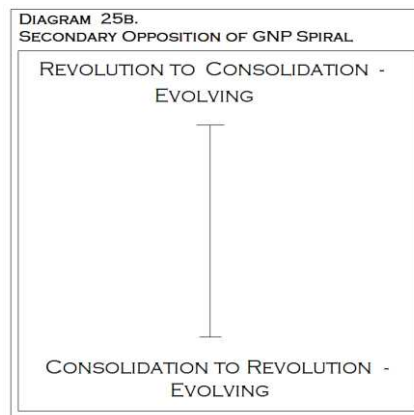 DIAGRAM 25B.
SECONDARY OPPOSITION OF GNP SPIRAL
REVOLUTION TO CONSOLIDATION -
EVOLVING
CONSOLIDATION TO REVOLUTION -
EVOLVING